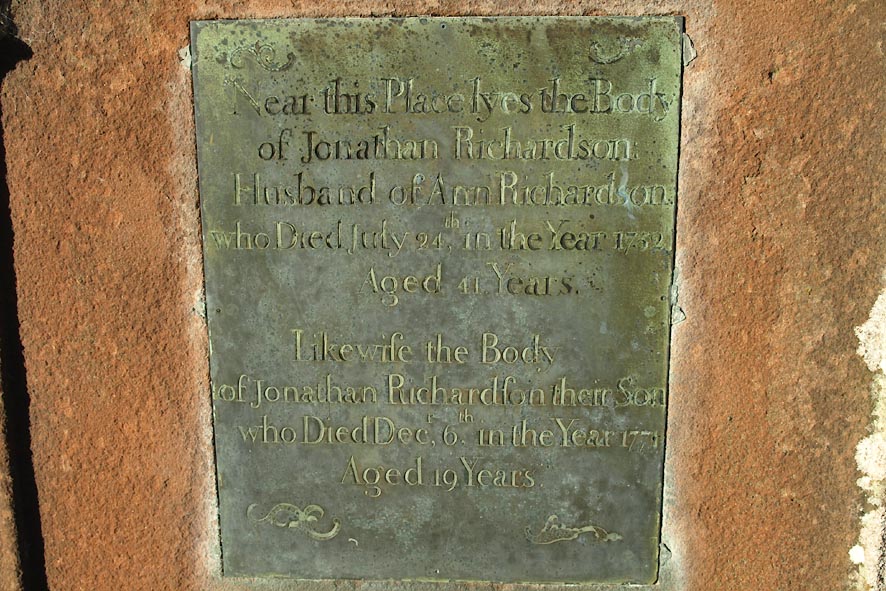 Near this Place lyes the Body
of Jonathan Richardson:
Husband of Ann Richardson.
who Died July 24th, in the Year 1752,
Aged 41 Years.
Likewiſe the Body
of Jonathan Richardſon their Son
who Died Decr, 6th, in the Year 1771
Aged 19 Years.